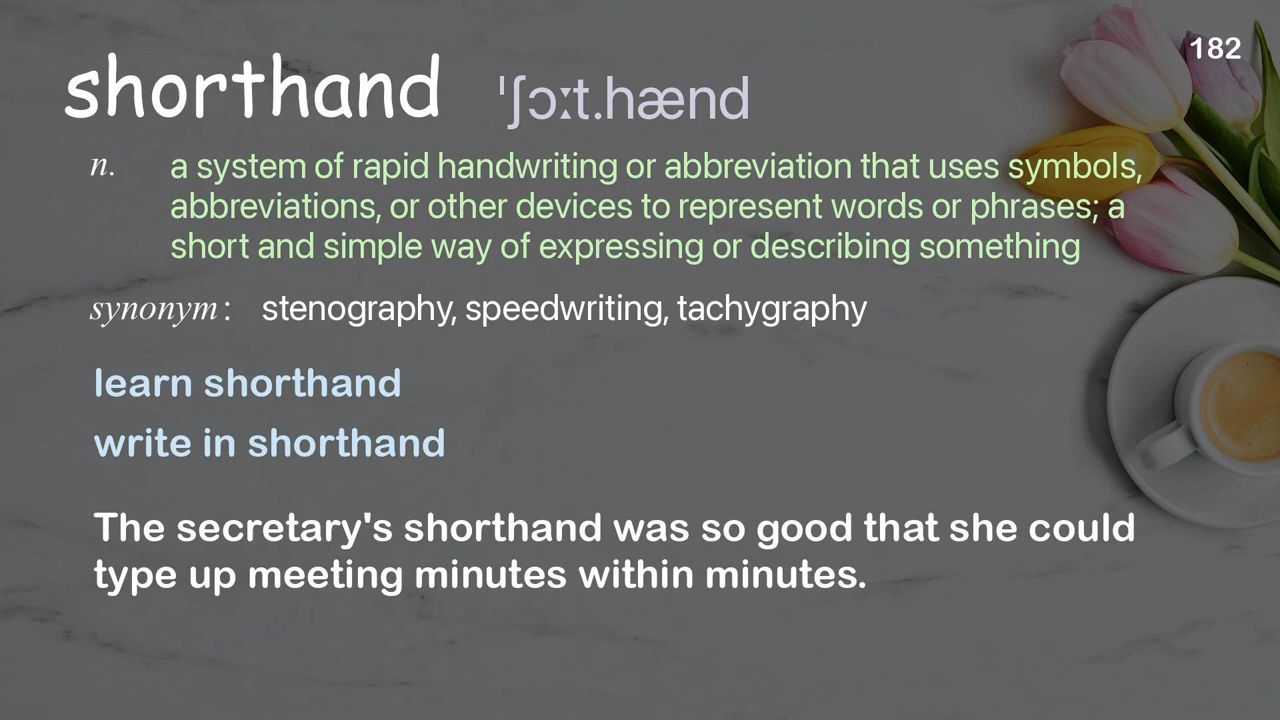 182
shorthand ˈʃɔːt.hænd
n. a system of rapid handwriting or abbreviation that uses symbols,
abbreviations, or other devices to represent words or phrases; a
short and simple way of expressing or describing something
synonym: stenography, speedwriting, tachygraphy
learn shorthand
write in shorthand
The secretary's shorthand was so good that she could
type up meeting minutes within minutes.